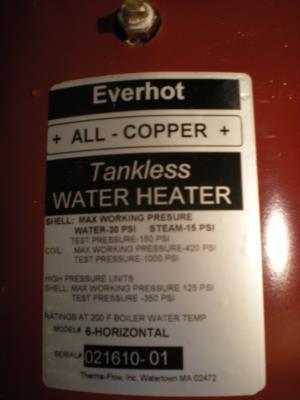 Everhot
+ ALL - COPPER +
Tankless
WATER HEATER
SHELL: MAX WORKING PRESURE
WATER-30 PSI STEAM-15 PSI
TEST PRESSURE-150 PSI
COIL: MAX WORKING PRESSURE-420 PSI
TEST PRESSURE-1000 PSI
HIGH PRESSURE UNITS
SHELL: MAX WORKING PRESSURE 125 PSI
TEST PRESSURE -350 PSI
RATINGS AT 200 F BOILER WATER TEMP
MODEL# 6-HORIZONTAL
SERIAL# 021610-01
Therma-Flow, Inc. Watertown MA 02472